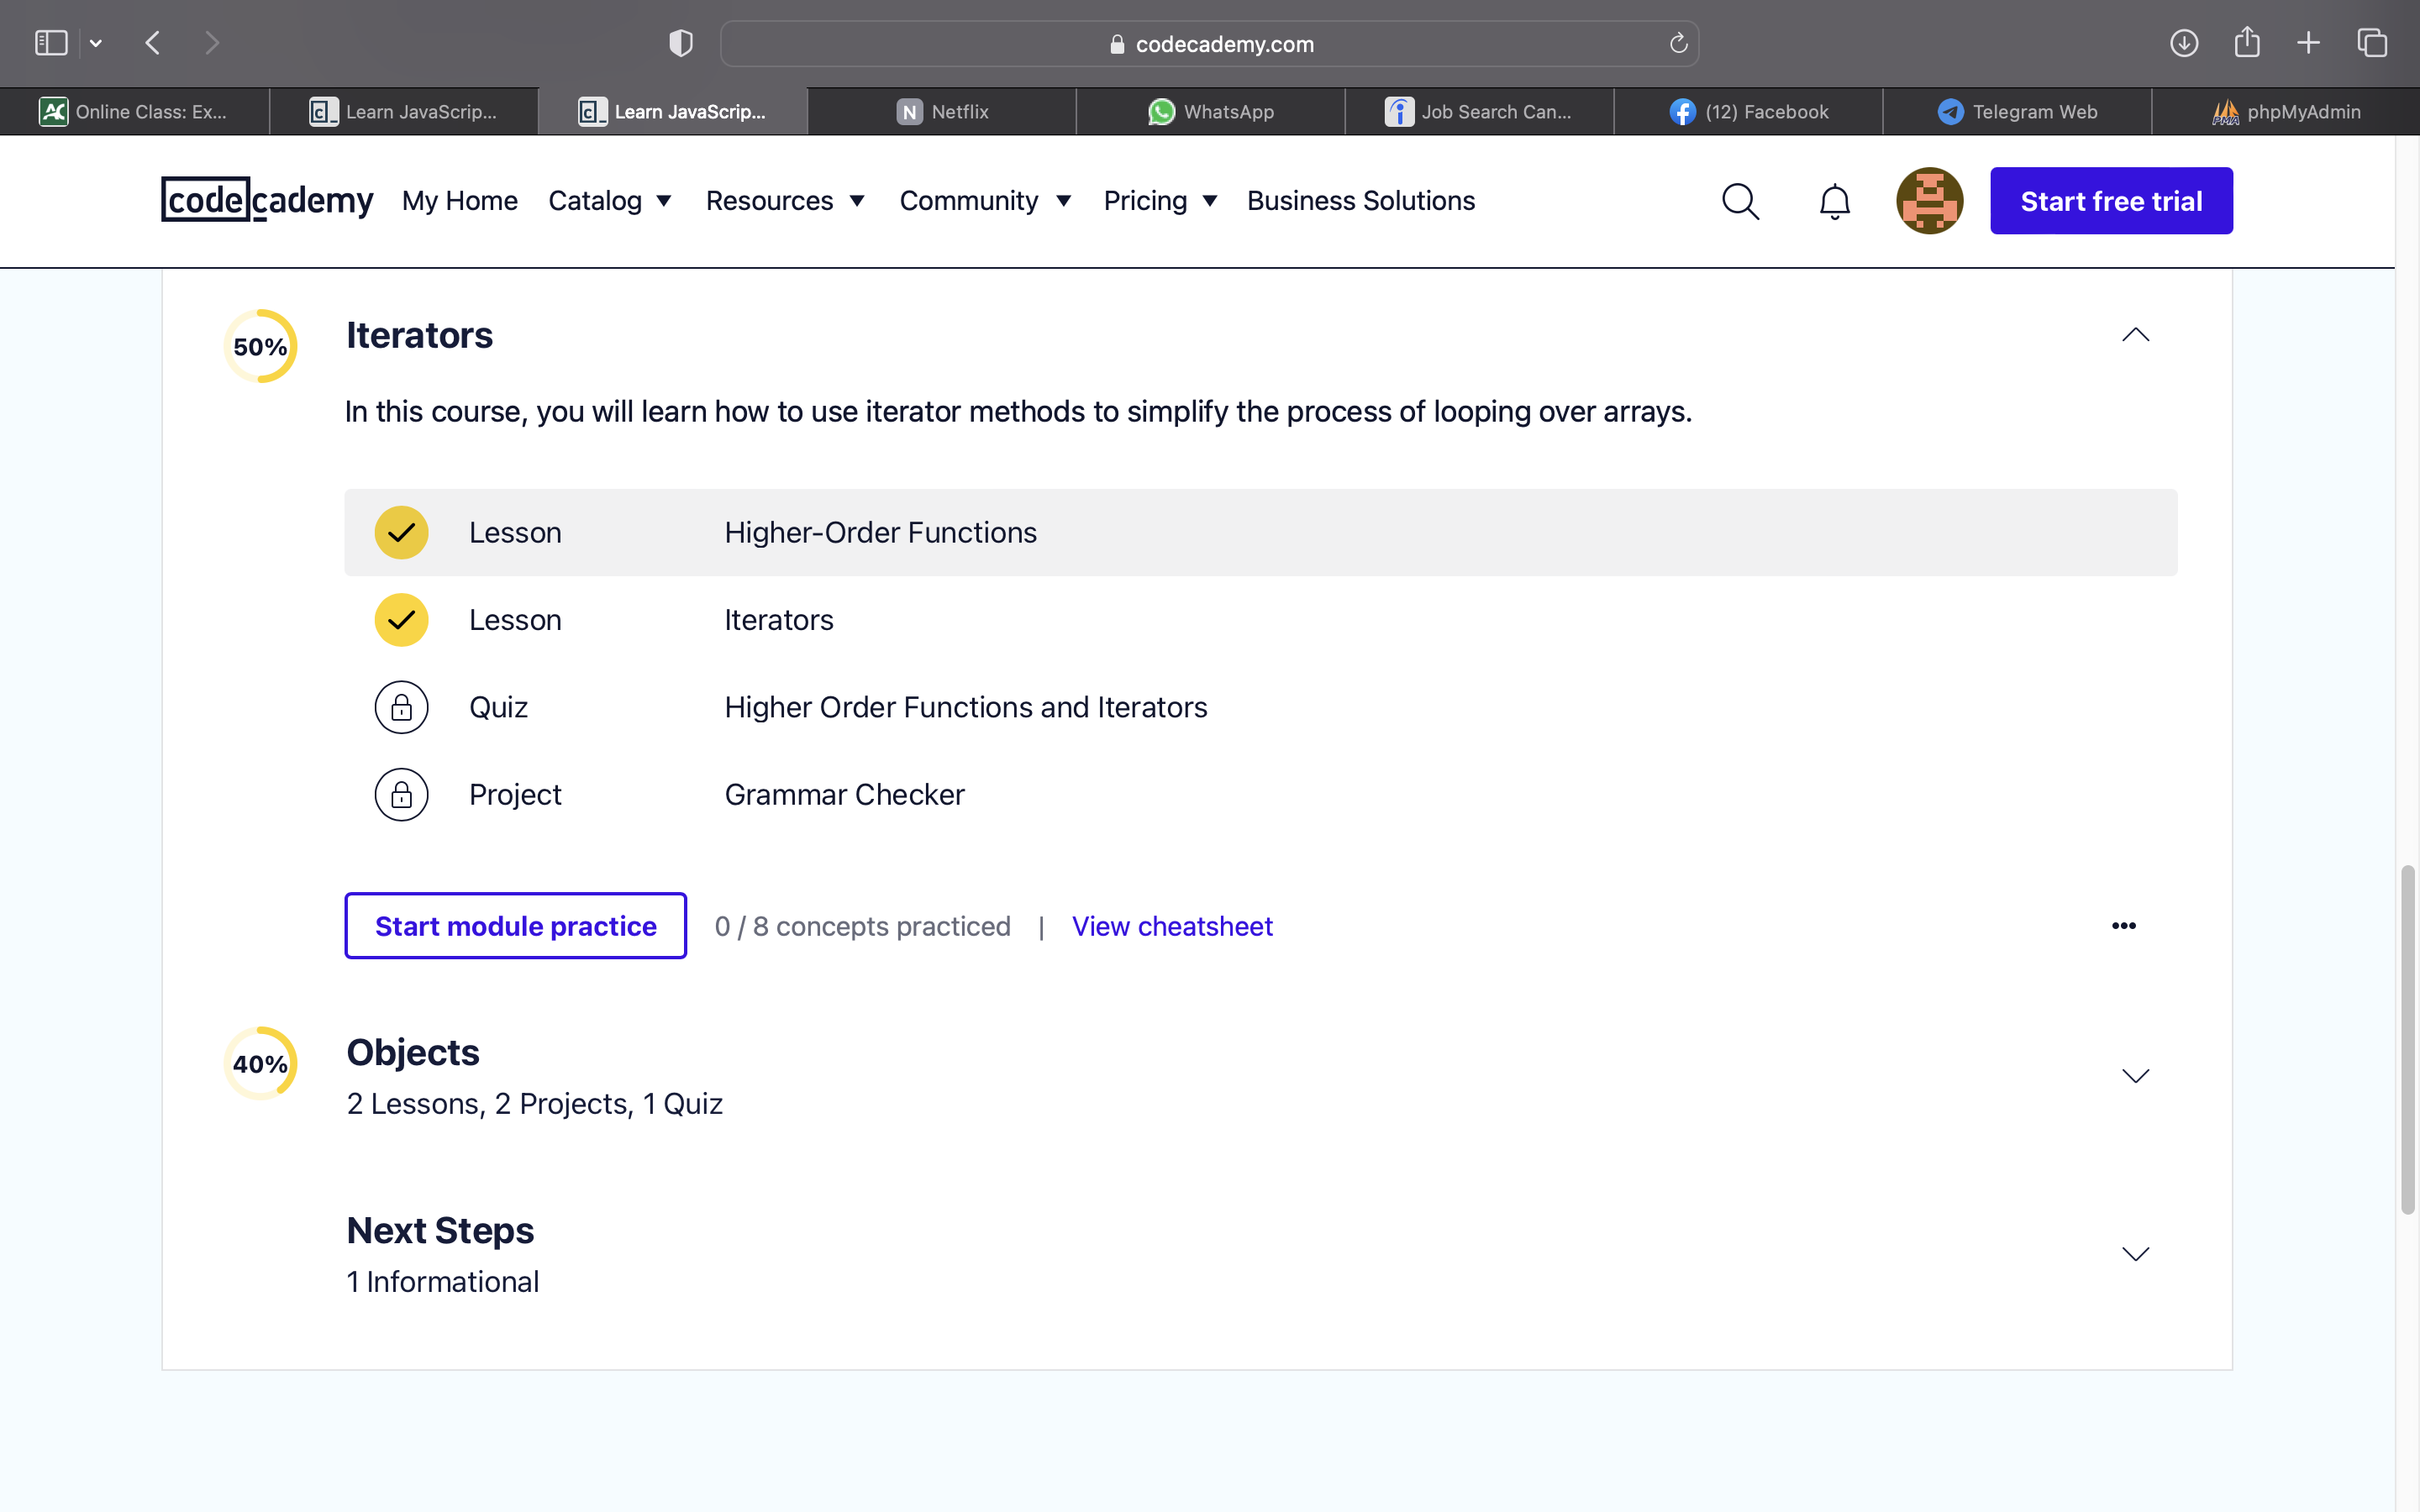 codecademy.com
Online Class: Ex...
Learn JavaScrip...
Learn JavaScrip...
N Netflix
WhatsApp
Job Search Can...
(12) Facebook
Telegram Web
phpMyAdmin
codecademy My Home Catalog Resources Community Pricing Business Solutions Start free trial
50% Iterators
In this course, you will learn how to use iterator methods to simplify the process of looping over arrays.
Lesson Higher-Order Functions
Lesson Iterators
Quiz Higher Order Functions and Iterators
Project Grammar Checker
Start module practice 0 / 8 concepts practiced | View cheatsheet
40% Objects
2 Lessons, 2 Projects, 1 Quiz
Next Steps
1 Informational